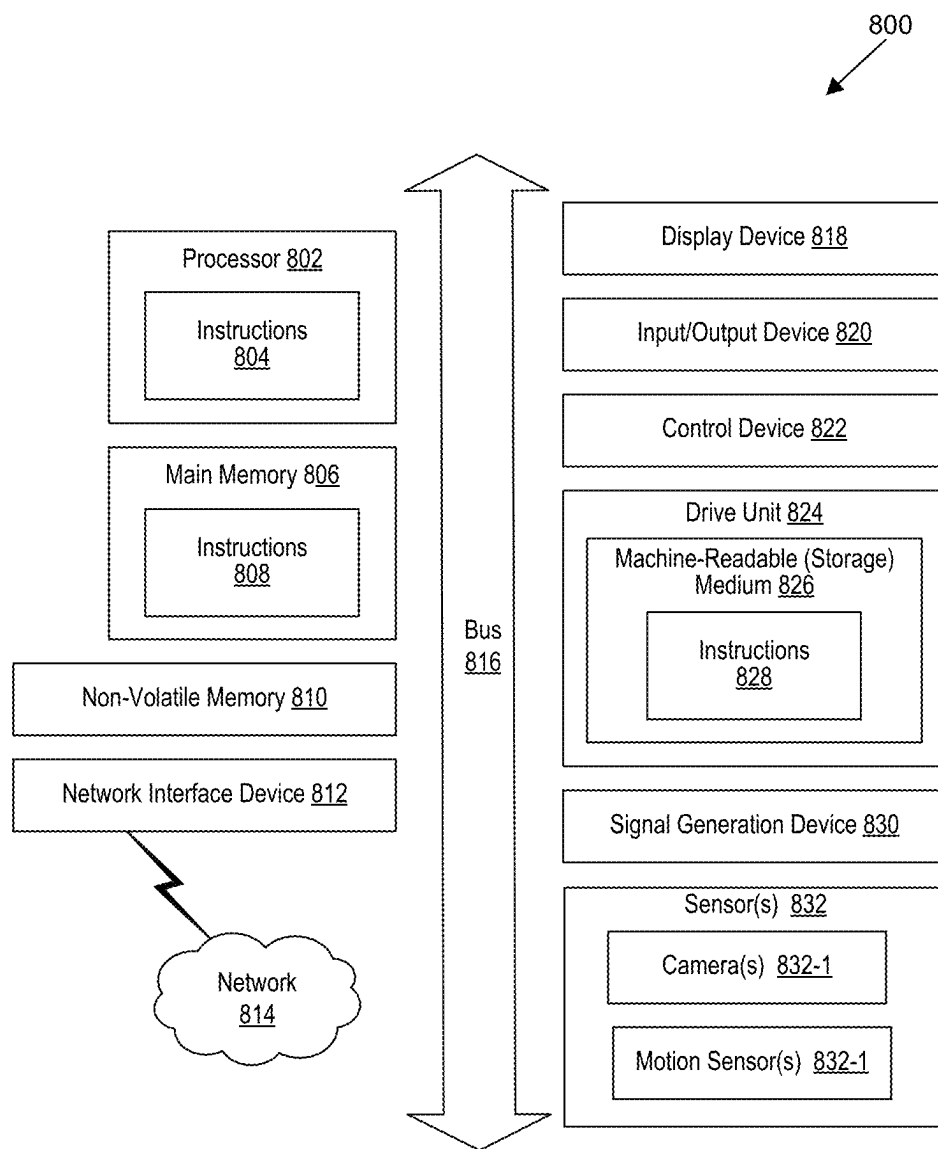 800
Processor 802
Instructions
804
Main Memory 806
Instructions
808
Non-Volatile Memory 810
Network Interface Device 812
Network
814
Bus
816
Display Device 818
Input/Output Device 820
Control Device 822
Drive Unit 824
Machine-Readable (Storage)
Medium 826
Instructions
828
Signal Generation Device 830
Sensor(s) 832
Camera(s) 832-1
Motion Sensor(s) 832-1